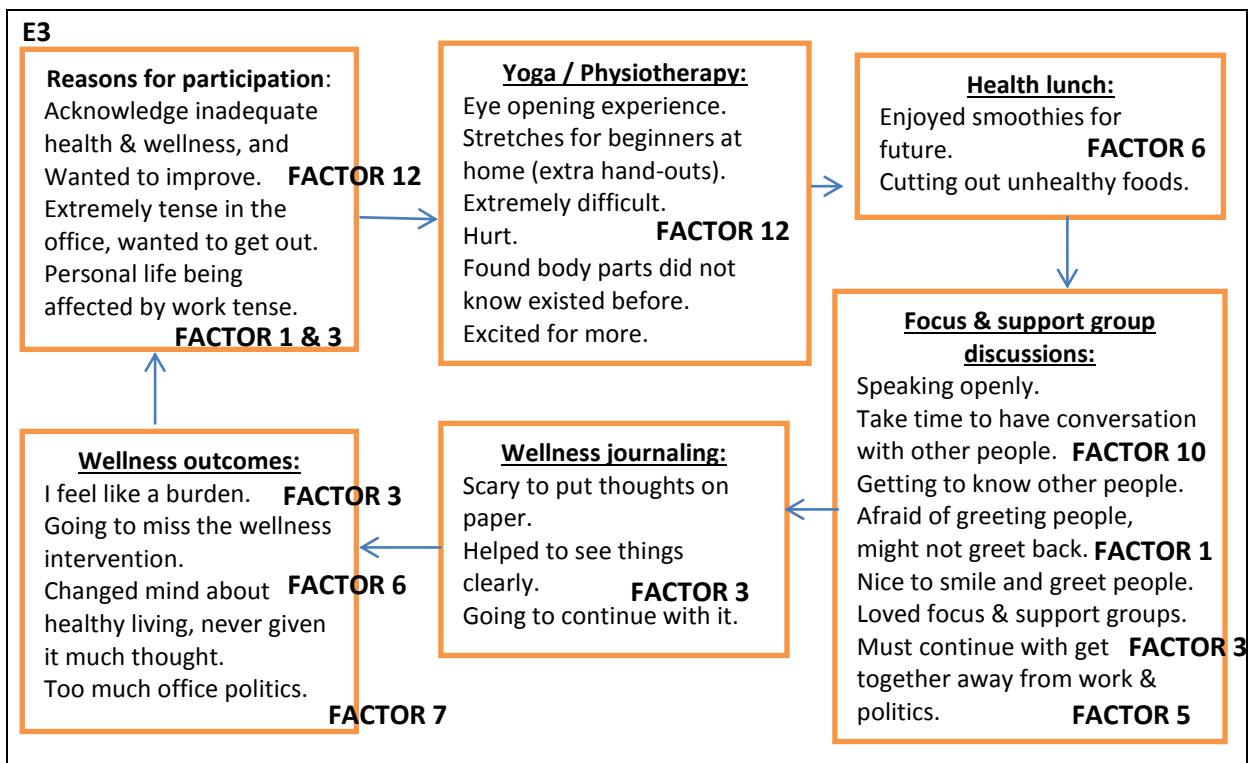 E3
Reasons for participation:
Acknowledge inadequate
health & wellness, and
Wanted to improve. FACTOR 12
Extremely tense in the
office, wanted to get out.
Personal life being
affected by work tense.
FACTOR 1 & 3
Yoga / Physiotherapy:
Eye opening experience.
Stretches for beginners at
home (extra hand-outs).
Extremely difficult.
Hurt. FACTOR 12
Found body parts did not
know existed before.
Excited for more.
Health lunch:
Enjoyed smoothies for
future. FACTOR 6
Cutting out unhealthy foods.
Focus & support group
discussions:
Speaking openly.
Take time to have conversation
with other people. FACTOR 10
Getting to know other people.
Afraid of greeting people,
might not greet back. FACTOR 1
Nice to smile and greet people.
Loved focus & support groups.
Must continue with get FACTOR 3
together away from work &
politics. FACTOR 5
Wellness journaling:
Scary to put thoughts on
paper.
Helped to see things
clearly. FACTOR 3
Going to continue with it.
Wellness outcomes:
I feel like a burden. FACTOR 3
Going to miss the wellness
intervention.
Changed mind about FACTOR 6
healthy living, never given
it much thought.
Too much office politics.
FACTOR 7